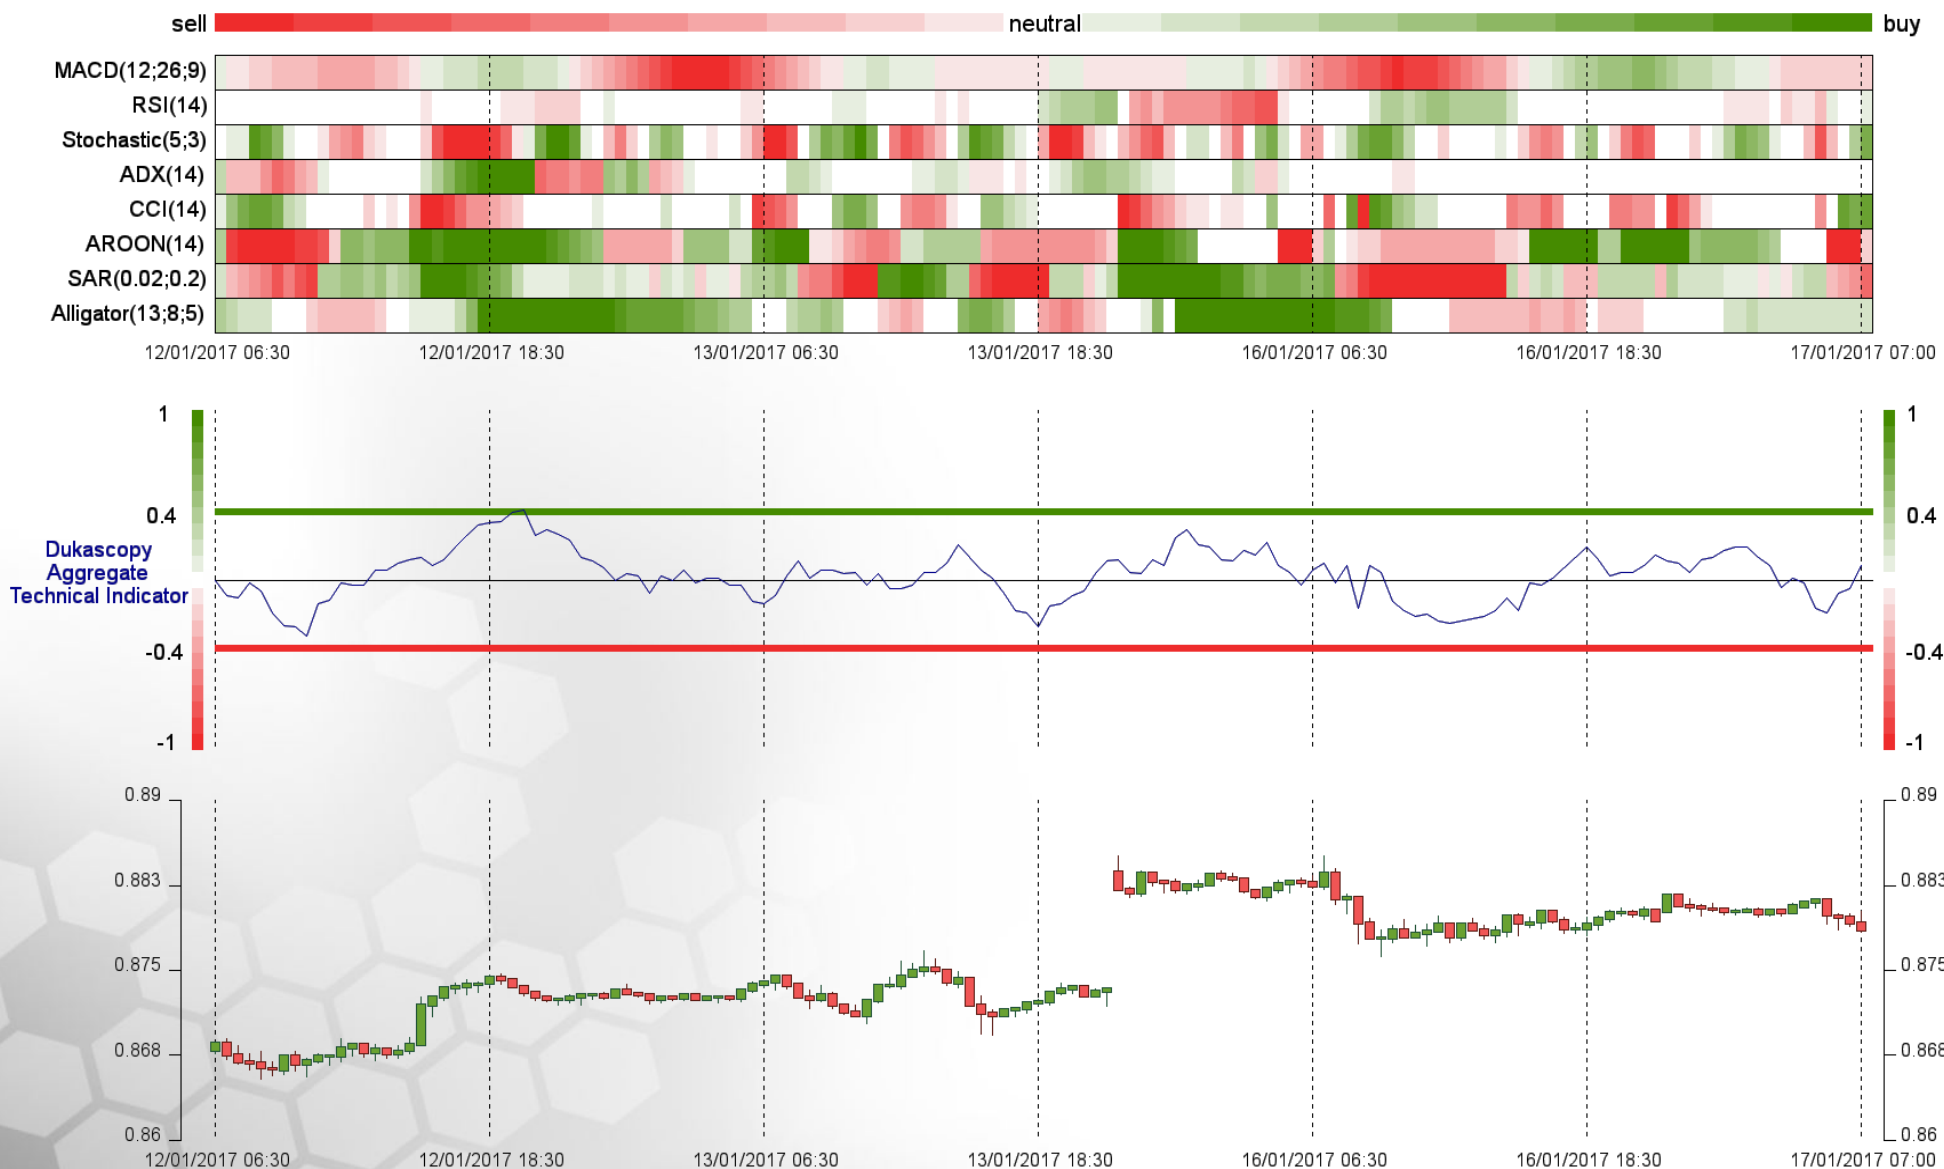 sell neutral buy
MACD(12;26;9)
RSI(14)
Stochastic(5;3)
ADX(14)
CCI(14)
AROON(14)
SAR(0.02;0.2)
Alligator(13;8;5)
12/01/2017 06:30 12/01/2017 18:30 13/01/2017 06:30 13/01/2017 18:30 16/01/2017 06:30 16/01/2017 18:30 17/01/2017 07:00
1 1
0.4 0.4
Dukascopy
Aggregate
Technical Indicator
-0.4 -0.4
-1 -1
0.89 0.89
0.883 0.883
0.875 0.875
0.868 0.868
0.86 0.86
12/01/2017 06:30 12/01/2017 18:30 13/01/2017 06:30 13/01/2017 18:30 16/01/2017 06:30 16/01/2017 18:30 17/01/2017 07:00